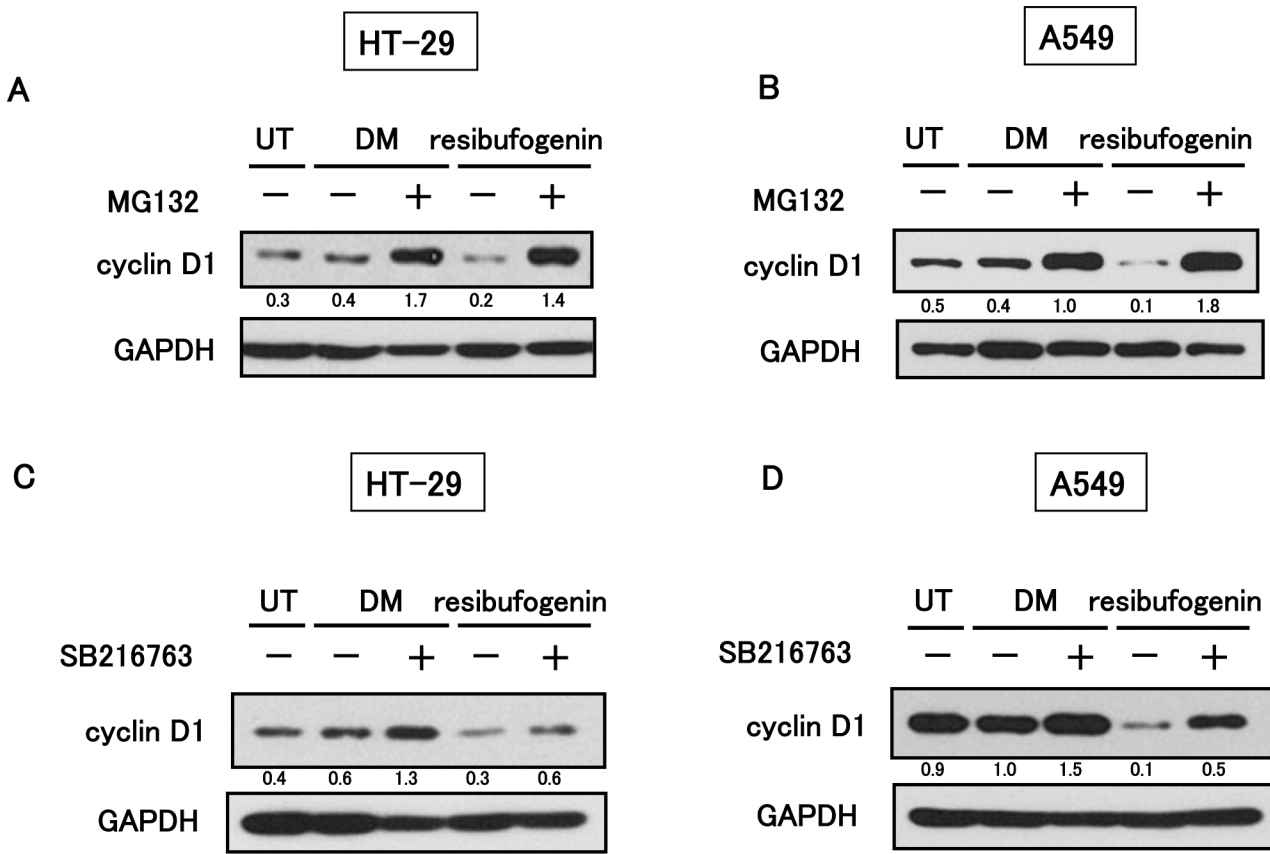 HT-29
A549
A
B
UT DM resibufogenin
MG132 − − + − +
cyclin D1
0.3 0.4 1.7 0.2 1.4
GAPDH
UT DM resibufogenin
MG132 − − + − +
cyclin D1
0.5 0.4 1.0 0.1 1.8
GAPDH
C
HT-29
D
A549
UT DM resibufogenin
SB216763 − − + − +
cyclin D1
0.4 0.6 1.3 0.3 0.6
GAPDH
UT DM resibufogenin
SB216763 − − + − +
cyclin D1
0.9 1.0 1.5 0.1 0.5
GAPDH